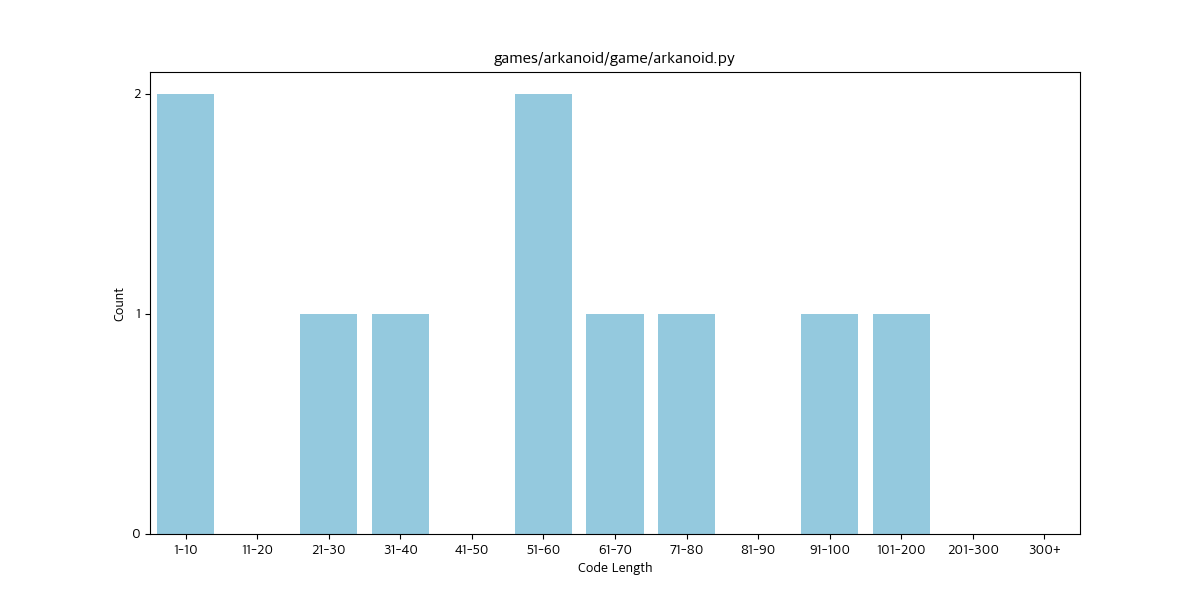 games/arkanoid/game/arkanoid.py
Count
2
1
0
1-10 11-20 21-30 31-40 41-50 51-60 61-70 71-80 81-90 91-100 101-200 201-300 300+
Code Length